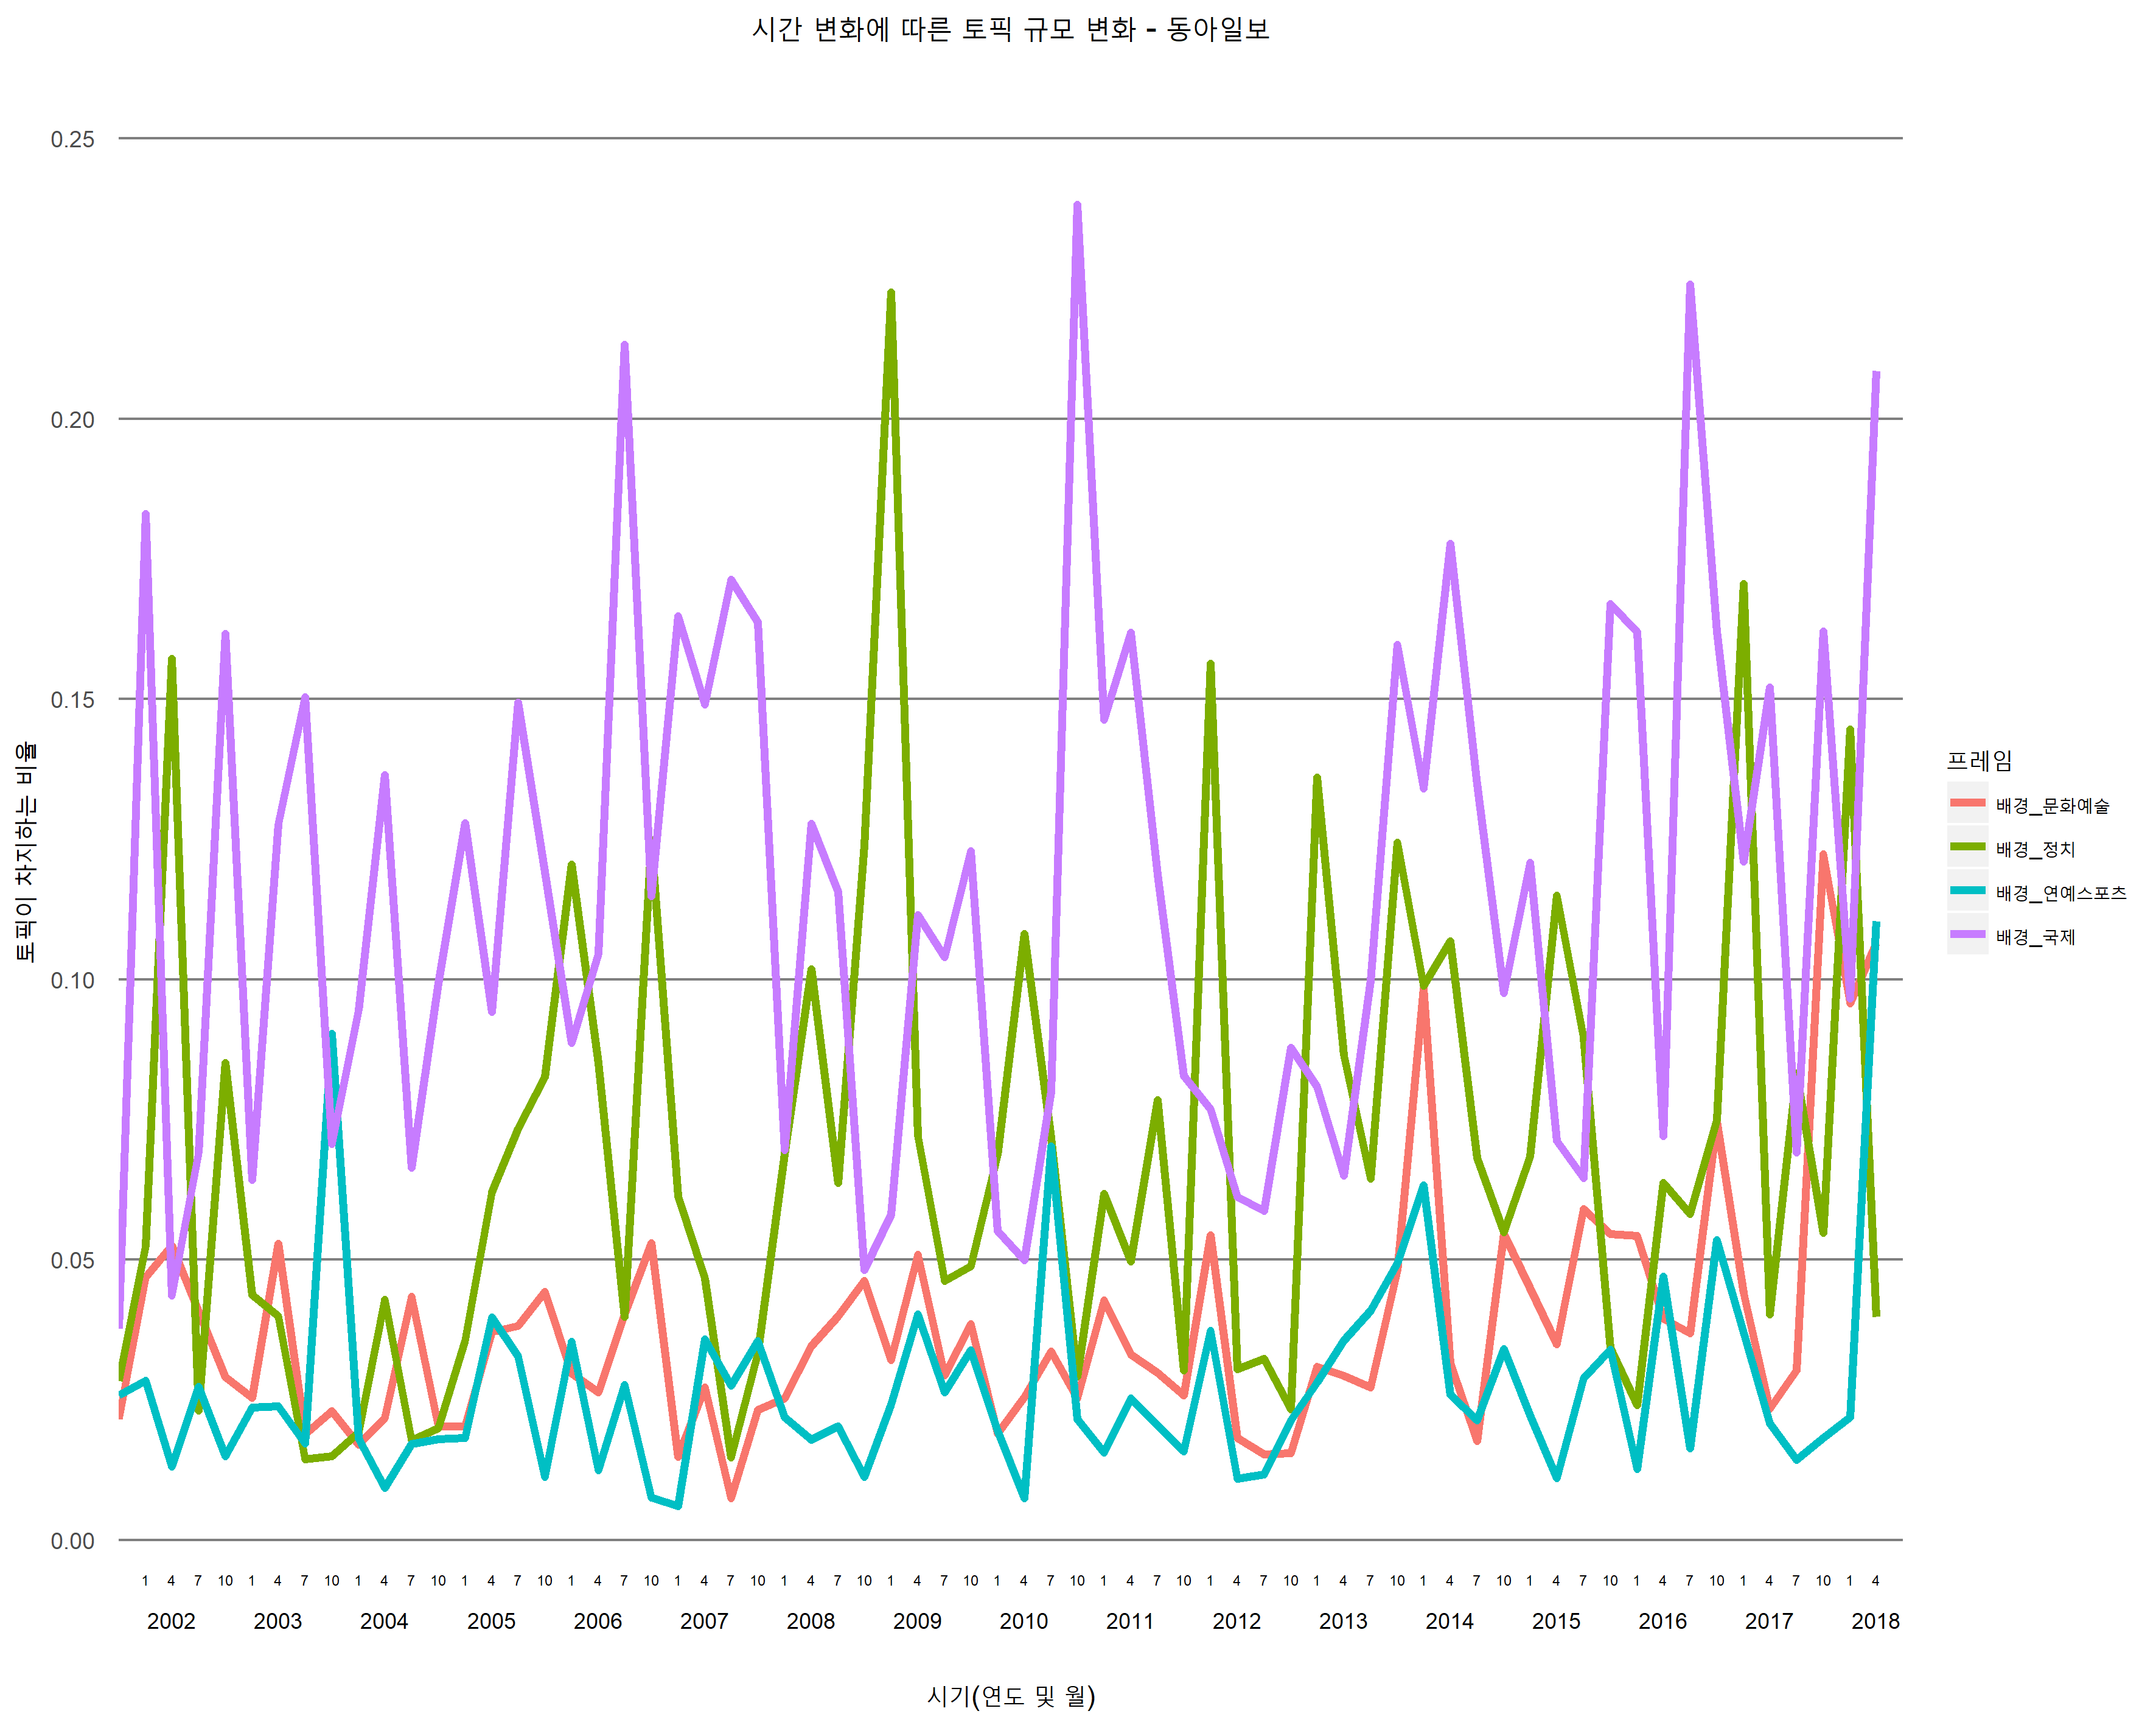 시간 변화에 따른 토픽 규모 변화 - 동아일보
토픽이 차지하는 비율
0.25
0.20
0.15
0.10
0.05
0.00
프레임
배경_문화예술
배경_정치
배경_연예스포츠
배경_국제
1 4 7 10 1 4 7 10 1 4 7 10 1 4 7 10 1 4 7 10 1 4 7 10 1 4 7 10 1 4 7 10 1 4 7 10 1 4 7 10 1 4 7 10 1 4 7 10 1 4 7 10 1 4 7 10 1 4 7 10 1 4 7 10 1 4
2002 2003 2004 2005 2006 2007 2008 2009 2010 2011 2012 2013 2014 2015 2016 2017 2018
시기(연도 및 월)